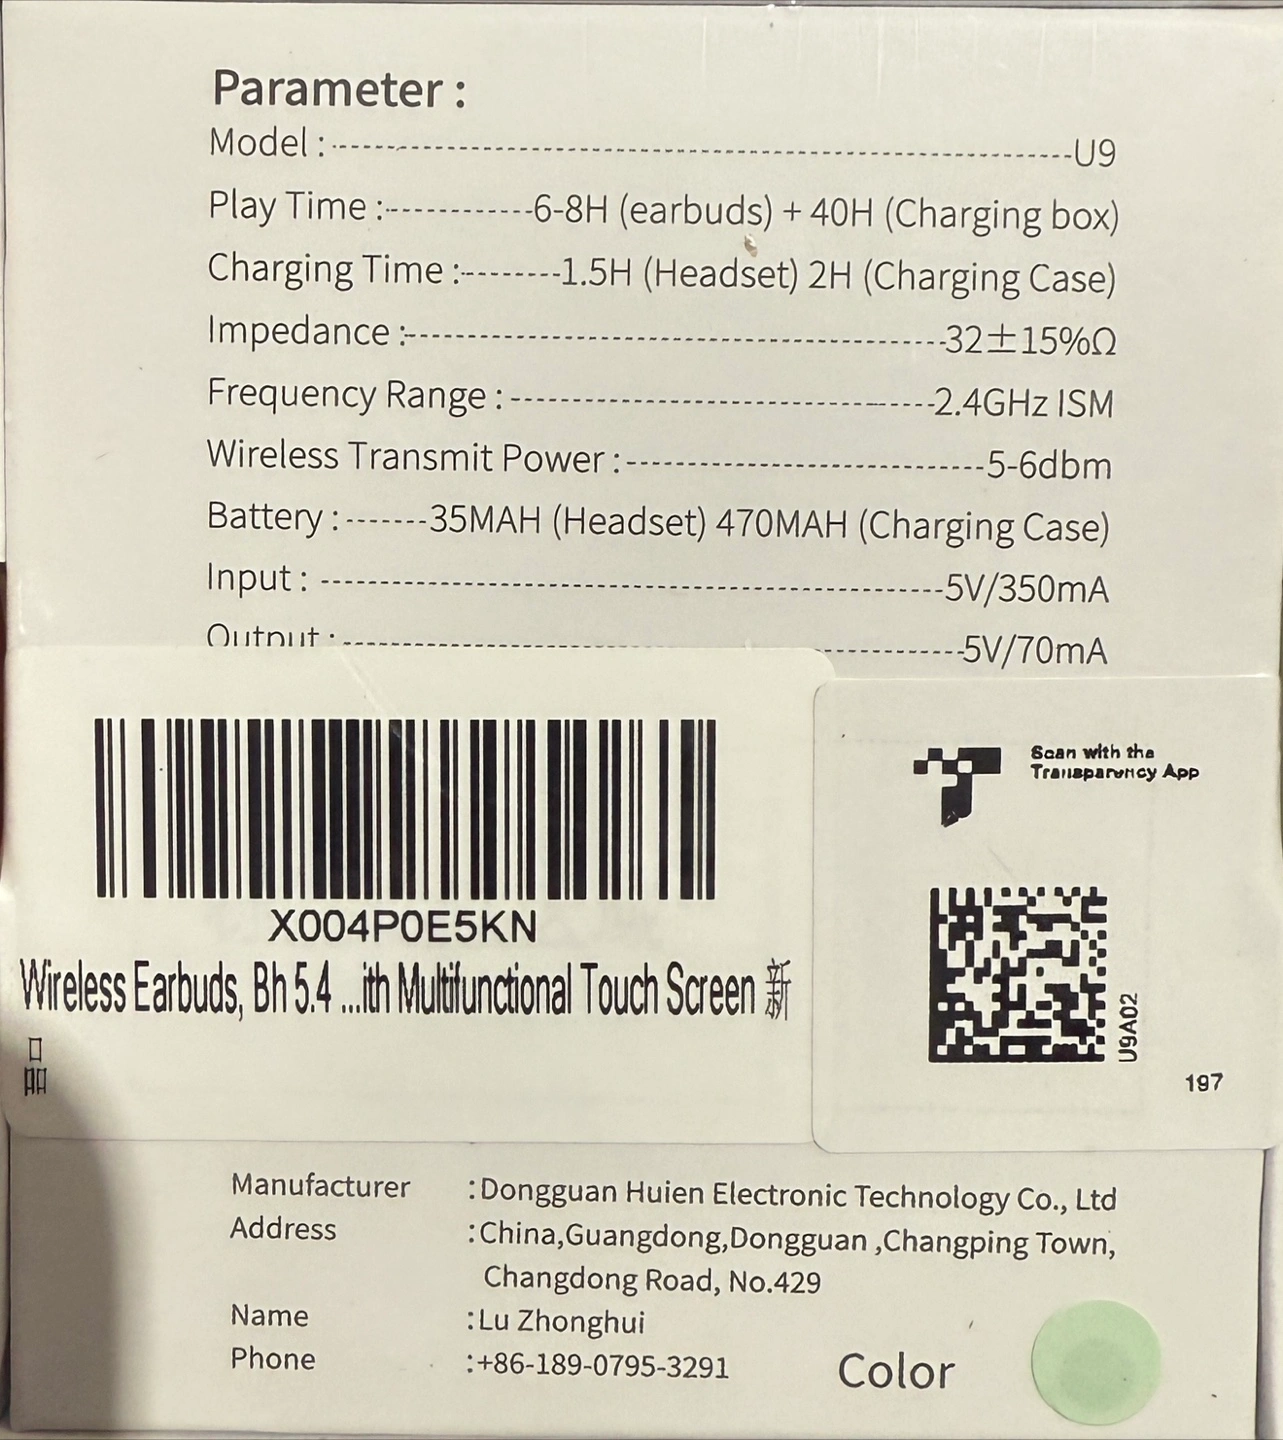 Parameter :
Model : U9
Play Time : 6-8H (earbuds) + 40H (Charging box)
Charging Time : 1.5H (Headset) 2H (Charging Case)
Impedance : 32±15%Ω
Frequency Range : 2.4GHz ISM
Wireless Transmit Power : 5-6dbm
Battery : 35MAH (Headset) 470MAH (Charging Case)
Input : 5V/350mA
Output : 5V/70mA
X004P0E5KN
Wireless Earbuds, Bh 5.4 ...ith Multifunctional Touch Screen 新
品
Scan with the
Transparency App
U9A02
197
Manufacturer :Dongguan Huien Electronic Technology Co., Ltd
Address :China,Guangdong,Dongguan ,Changping Town,
Changdong Road, No.429
Name :Lu Zhonghui
Phone :+86-189-0795-3291
Color